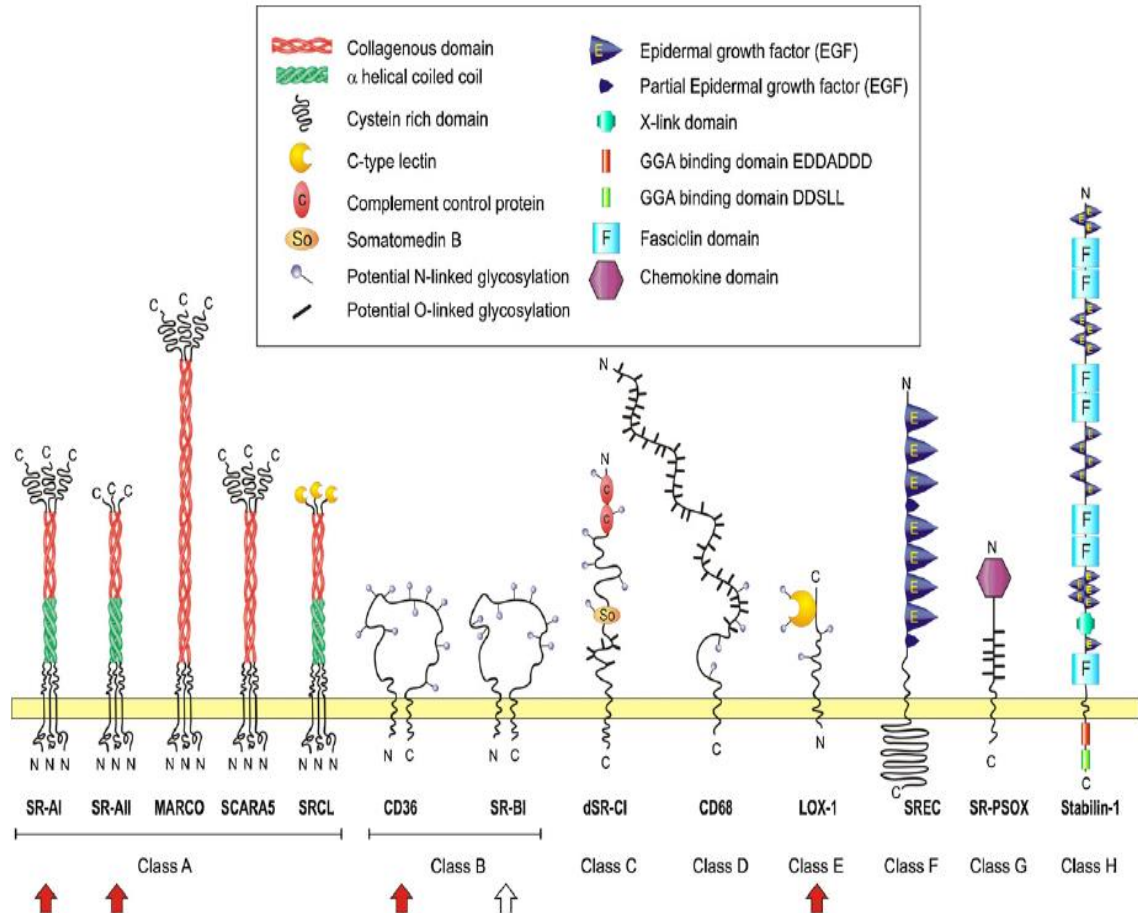 Collagenous domain
α helical coiled coil
Cystein rich domain
C-type lectin
C
Complement control protein
So
Somatomedin B
Potential N-linked glycosylation
Potential O-linked glycosylation
E
Epidermal growth factor (EGF)
Partial Epidermal growth factor (EGF)
X-link domain
GGA binding domain EDDADDD
GGA binding domain DDSLL
F
Fasciclin domain
Chemokine domain
C C C
N N N
C C C
N N N
C C C
N N N
C C C
N N N
N N N
N C
N C
N
C
C
So
C
N
C
C
N
N
E
E
E
E
E
E
E
C
N
C
N
E
E
F
F
E
E
E
E
F
F
E
E
E
E
F
F
E
E
E
E
E
F
C
SR-AI SR-AII MARCO SCARA5 SRCL CD36 SR-BI dSR-CI CD68 LOX-1 SREC SR-PSOX Stabilin-1
Class A Class B Class C Class D Class E Class F Class G Class H